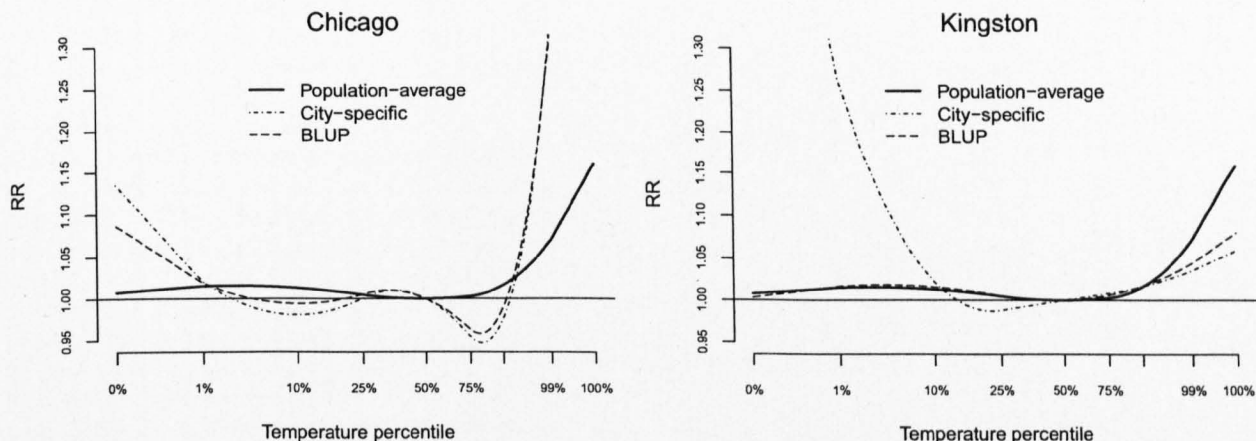 Chicago
1.30
1.25
1.20
1.15
1.10
1.05
1.00
0.95
RR
Population−average
City−specific
BLUP
0% 1% 10% 25% 50% 75% 99% 100%
Temperature percentile
Kingston
1.30
1.25
1.20
1.15
1.10
1.05
1.00
0.95
RR
Population−average
City−specific
BLUP
0% 1% 10% 25% 50% 75% 99% 100%
Temperature percentile